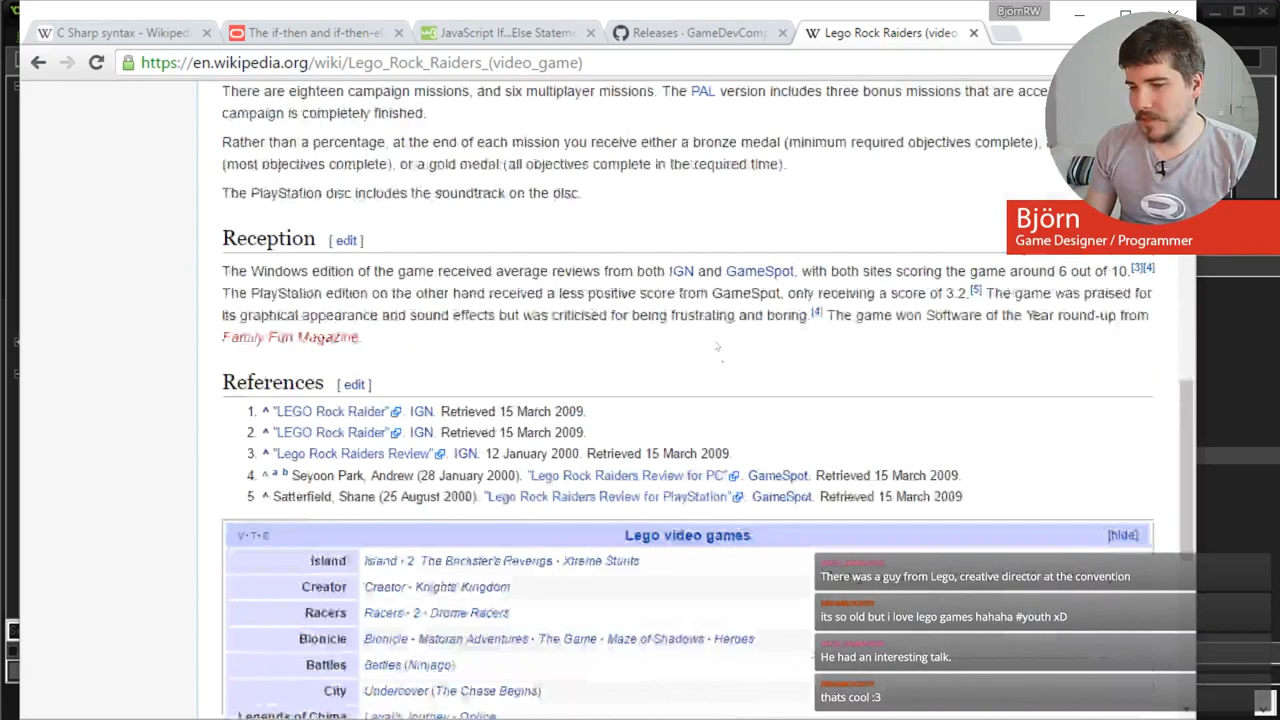 BjornRW
C Sharp syntax - Wikiped
The if-then and if-then-el
JavaScript If...Else Stateme
Releases · GameDevComp
Lego Rock Raiders (video
https://en.wikipedia.org/wiki/Lego_Rock_Raiders_(video_game)
There are eighteen campaign missions, and six multiplayer missions. The PAL version includes three bonus missions that are acce
campaign is completely finished.
Rather than a percentage, at the end of each mission you receive either a bronze medal (minimum required objectives complete),
(most objectives complete), or a gold medal (all objectives complete in the required time).
The PlayStation disc includes the soundtrack on the disc.
Björn
Game Designer / Programmer
Reception [ edit ]
The Windows edition of the game received average reviews from both IGN and GameSpot, with both sites scoring the game around 6 out of 10.[3][4]
The PlayStation edition on the other hand received a less positive score from GameSpot, only receiving a score of 3.2.[5] The game was praised for
its graphical appearance and sound effects but was criticised for being frustrating and boring.[4] The game won Software of the Year round-up from
Family Fun Magazine.
References [ edit ]
1. ^ "LEGO Rock Raider" IGN. Retrieved 15 March 2009.
2. ^ "LEGO Rock Raider" IGN. Retrieved 15 March 2009.
3. ^ "Lego Rock Raiders Review" IGN. 12 January 2000. Retrieved 15 March 2009.
4. ^ a b Seyoon Park, Andrew (28 January 2000). "Lego Rock Raiders Review for PC" GameSpot. Retrieved 15 March 2009.
5 ^ Satterfield, Shane (25 August 2000). "Lego Rock Raiders Review for PlayStation" GameSpot. Retrieved 15 March 2009
V·T·E Lego video games [hide]
Island Island · 2 The Brickster's Revenge · Xtreme Stunts
Creator Creator · Knights' Kingdom
Racers Racers · 2 · Drome Racers
Bionicle Bionicle · Matoran Adventures · The Game · Maze of Shadows · Heroes
Battles Battles (Ninjago)
City Undercover (The Chase Begins)
Legends of Chima Laval's Journey · Online
There was a guy from Lego, creative director at the convention
its so old but i love lego games hahaha #youth xD
He had an interesting talk.
thats cool :3